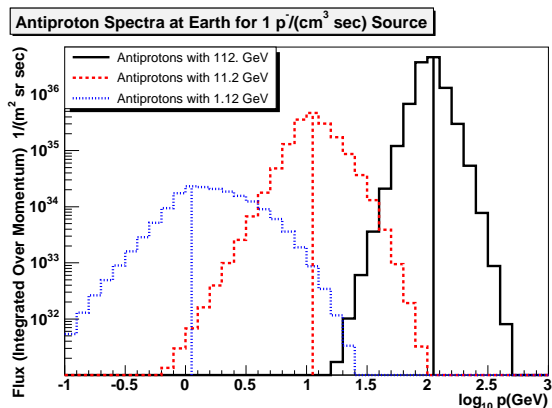 Antiproton Spectra at Earth for 1 p⁻/(cm³ sec) Source
Antiprotons with 112. GeV
Antiprotons with 11.2 GeV
Antiprotons with 1.12 GeV
Flux (Integrated Over Momentum) 1/(m² sr sec)
10³⁶
10³⁵
10³⁴
10³³
10³²
-1 -0.5 0 0.5 1 1.5 2 2.5 3
log₁₀ p(GeV)